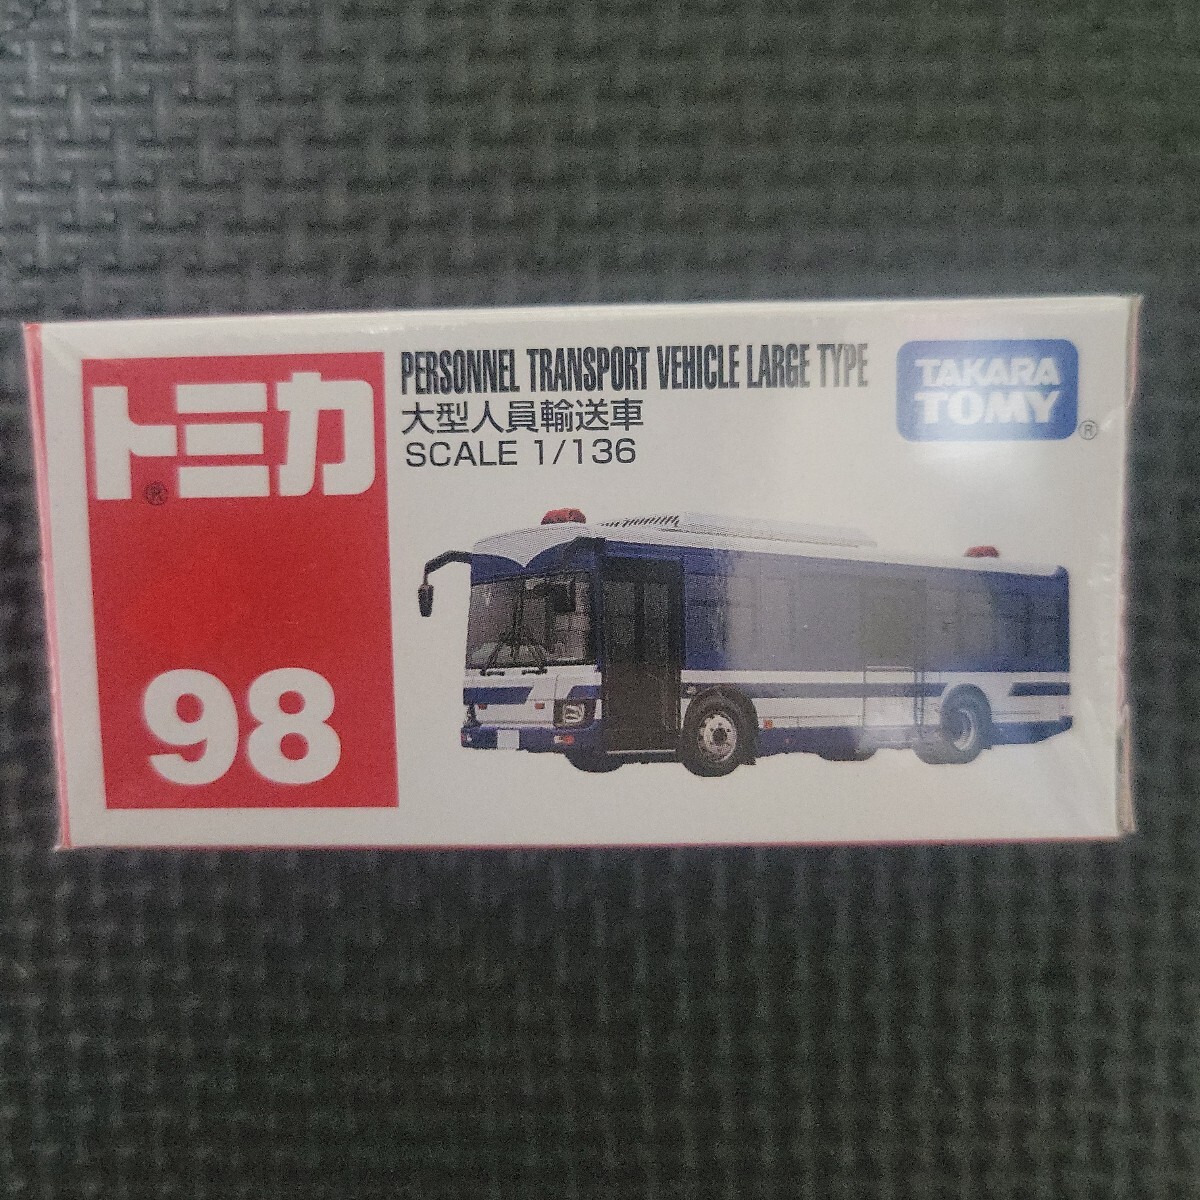 トミカ
®
98
PERSONNEL TRANSPORT VEHICLE LARGE TYPE
大型人員輸送車
SCALE 1/136
TAKARA
TOMY
®